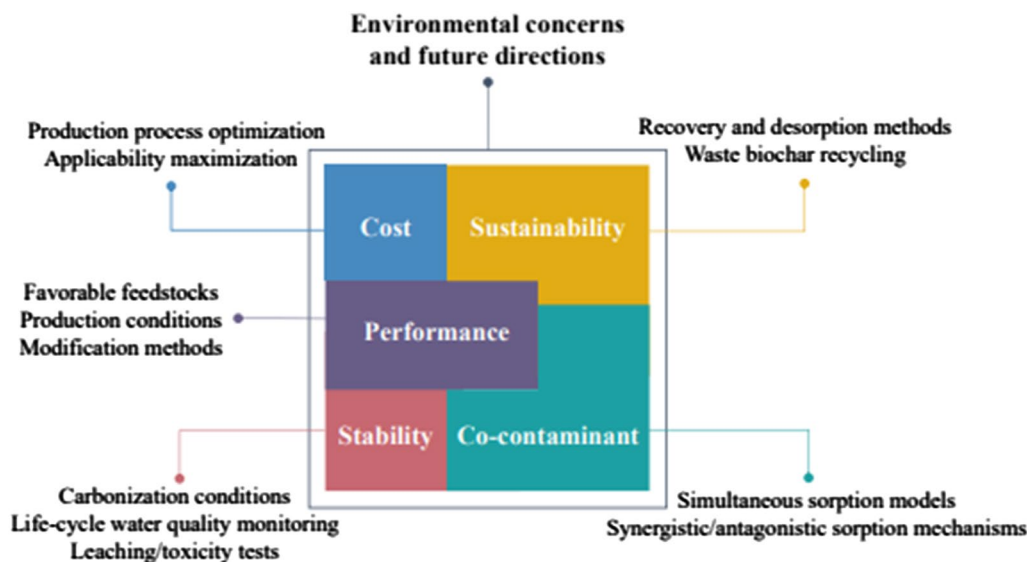 Environmental concerns
and future directions
Production process optimization
Applicability maximization
Recovery and desorption methods
Waste biochar recycling
Cost
Sustainability
Favorable feedstocks
Production conditions
Modification methods
Performance
Stability
Co-contaminant
Carbonization conditions
Life-cycle water quality monitoring
Leaching/toxicity tests
Simultaneous sorption models
Synergistic/antagonistic sorption mechanisms